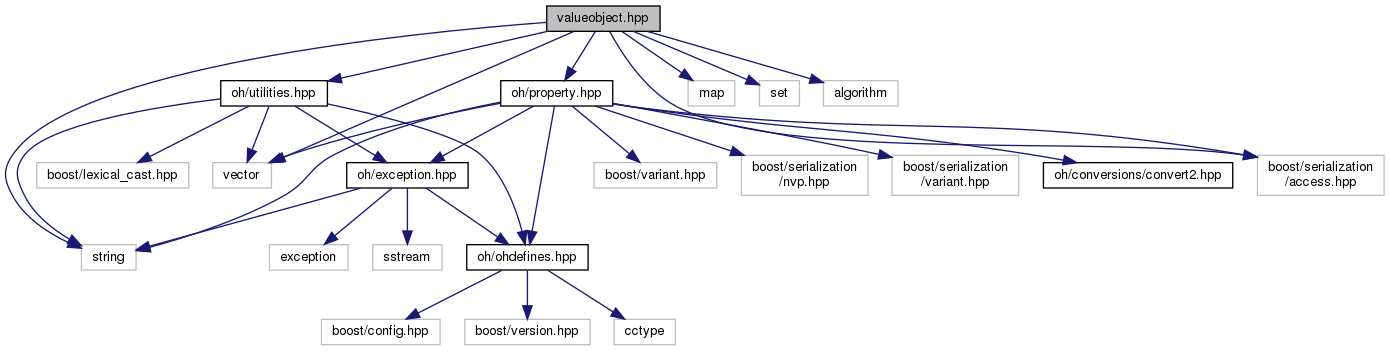 valueobject.hpp
oh/utilities.hpp
oh/property.hpp
map
set
algorithm
boost/lexical_cast.hpp
vector
oh/exception.hpp
boost/variant.hpp
boost/serialization
/nvp.hpp
boost/serialization
/variant.hpp
oh/conversions/convert2.hpp
boost/serialization
/access.hpp
string
exception
sstream
oh/ohdefines.hpp
boost/config.hpp
boost/version.hpp
cctype